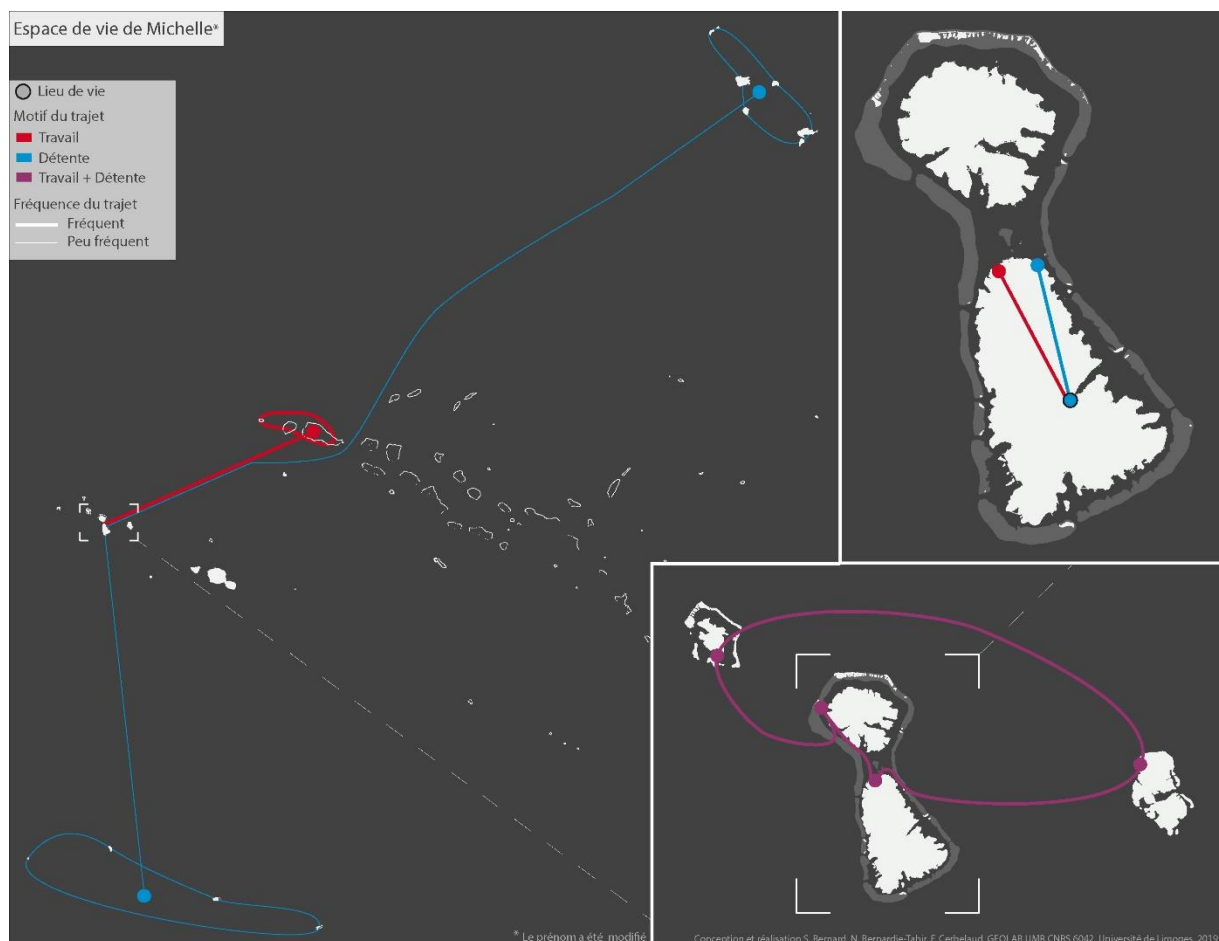 Espace de vie de Michelle*
Lieu de vie
Motif du trajet
Travail
Détente
Travail + Détente
Fréquence du trajet
Fréquent
Peu fréquent
* Le prénom a été modifié
Conception et réalisation S. Bernard, N. Bernardie-Tahir, F. Cerbelaud, GEOLAB UMR CNRS 6042, Université de Limoges, 2019